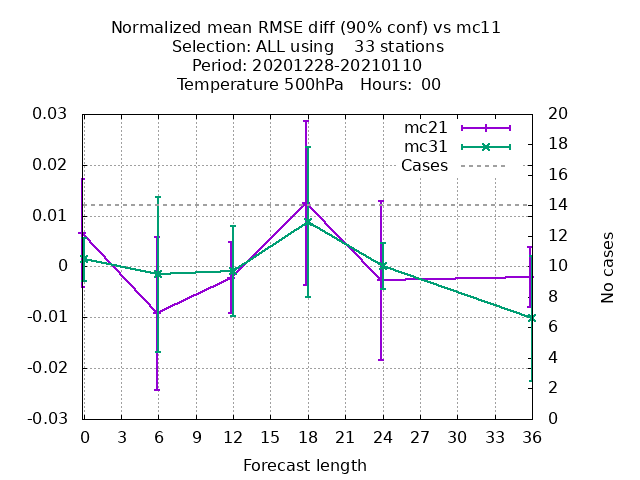 Normalized mean RMSE diff (90% conf) vs mc11
Selection: ALL using    33 stations
Period: 20201228-20210110
Temperature 500hPa   Hours:  00
mc21
mc31
Cases
0.03
0.02
0.01
0
-0.01
-0.02
-0.03
20
18
16
14
12
10
8
6
4
2
0
No cases
0 3 6 9 12 15 18 21 24 27 30 33 36
Forecast length